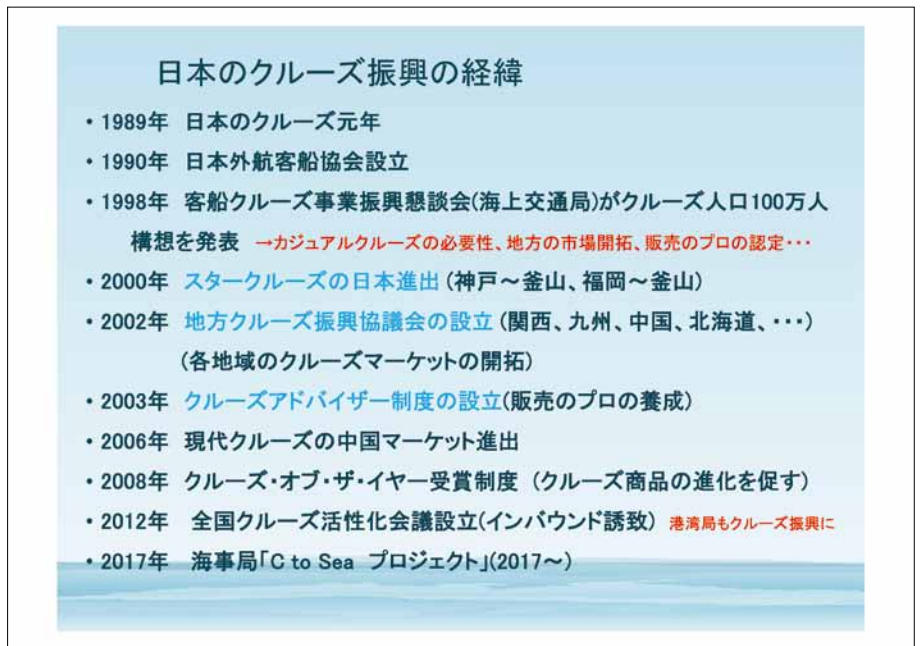 日本のクルーズ振興の経緯
・1989年 日本のクルーズ元年
・1990年 日本外航客船協会設立
・1998年 客船クルーズ事業振興懇談会(海上交通局)がクルーズ人口100万人
構想を発表 →カジュアルクルーズの必要性、地方の市場開拓、販売のプロの認定・・・
・2000年 スタークルーズの日本進出 (神戸～釜山、福岡～釜山)
・2002年 地方クルーズ振興協議会の設立 (関西、九州、中国、北海道、・・・)
(各地域のクルーズマーケットの開拓)
・2003年 クルーズアドバイザー制度の設立(販売のプロの養成)
・2006年 現代クルーズの中国マーケット進出
・2008年 クルーズ・オブ・ザ・イヤー受賞制度 (クルーズ商品の進化を促す)
・2012年 全国クルーズ活性化会議設立(インバウンド誘致) 港湾局もクルーズ振興に
・2017年 海事局「C to Sea プロジェクト」(2017～)